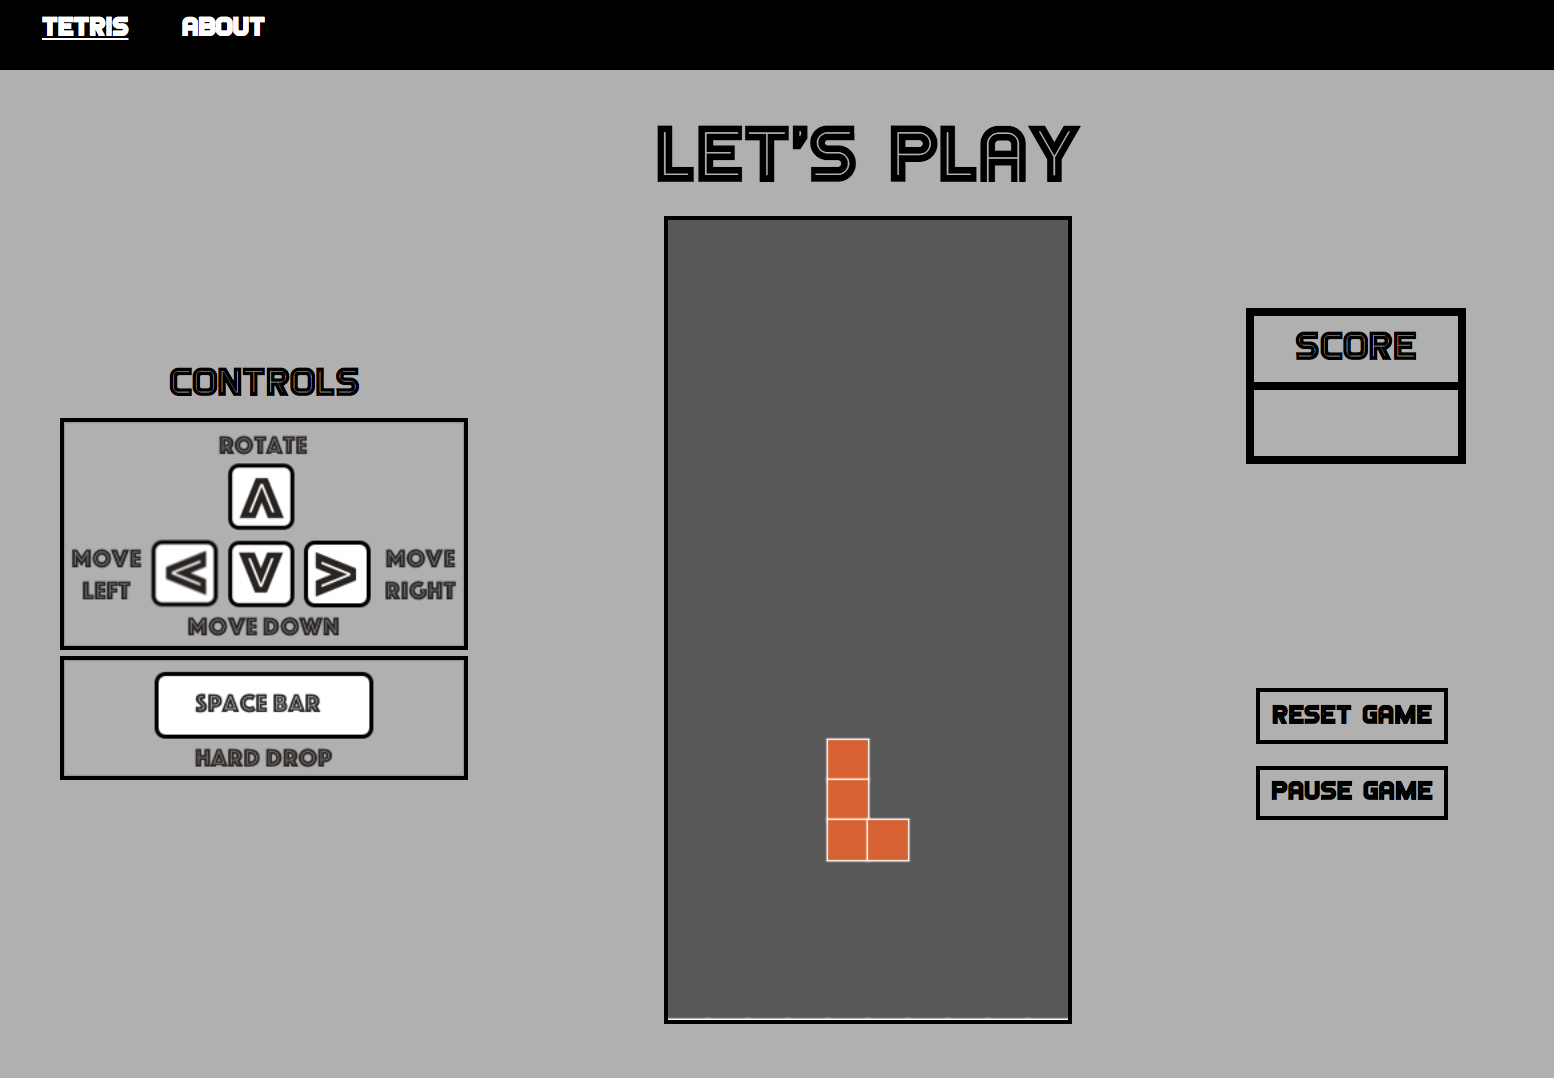 TETRIS ABOUT
LET'S PLAY
CONTROLS
ROTATE
MOVE LEFT
MOVE RIGHT
MOVE DOWN
SPACE BAR
HARD DROP
SCORE
RESET GAME
PAUSE GAME